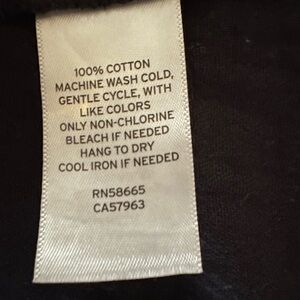 100% COTTON
MACHINE WASH COLD,
GENTLE CYCLE, WITH
LIKE COLORS
ONLY NON-CHLORINE
BLEACH IF NEEDED
HANG TO DRY
COOL IRON IF NEEDED
RN58665
CA57963